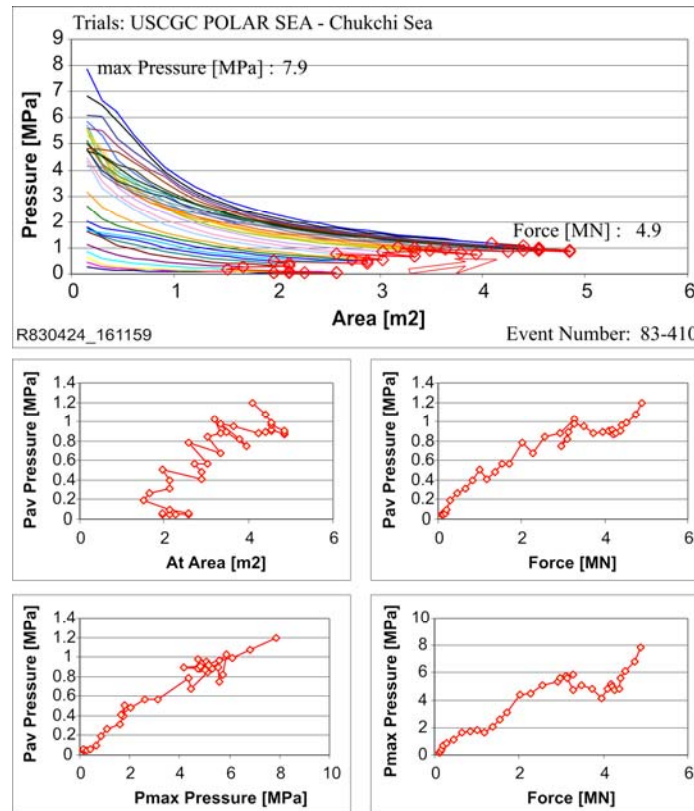 Trials: USCGC POLAR SEA - Chukchi Sea
max Pressure [MPa] : 7.9
Pressure [MPa]
9
8
7
6
5
4
3
2
1
0
Force [MN] : 4.9
0 1 2 3 4 5 6
Area [m2]
R830424_161159
Event Number: 83-410
Pav Pressure [MPa]
1.4
1.2
1
0.8
0.6
0.4
0.2
0
0 2 4 6
At Area [m2]
Pav Pressure [MPa]
1.4
1.2
1
0.8
0.6
0.4
0.2
0
0 2 4 6
Force [MN]
Pav Pressure [MPa]
1.4
1.2
1
0.8
0.6
0.4
0.2
0
0 2 4 6 8 10
Pmax Pressure [MPa]
Pmax Pressure [MPa]
10
8
6
4
2
0
0 2 4 6
Force [MN]